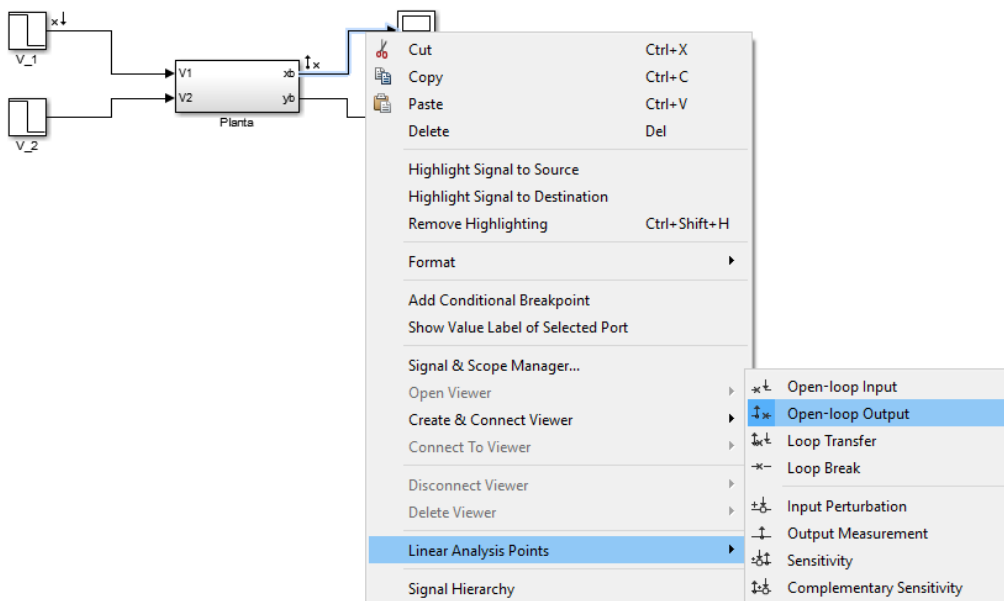 V_1
V_2
V1
V2
xb
yb
Planta
Cut Ctrl+X
Copy Ctrl+C
Paste Ctrl+V
Delete Del
Highlight Signal to Source
Highlight Signal to Destination
Remove Highlighting Ctrl+Shift+H
Format
Add Conditional Breakpoint
Show Value Label of Selected Port
Signal & Scope Manager...
Open Viewer
Create & Connect Viewer
Connect To Viewer
Disconnect Viewer
Delete Viewer
Linear Analysis Points
Signal Hierarchy
Open-loop Input
Open-loop Output
Loop Transfer
Loop Break
Input Perturbation
Output Measurement
Sensitivity
Complementary Sensitivity